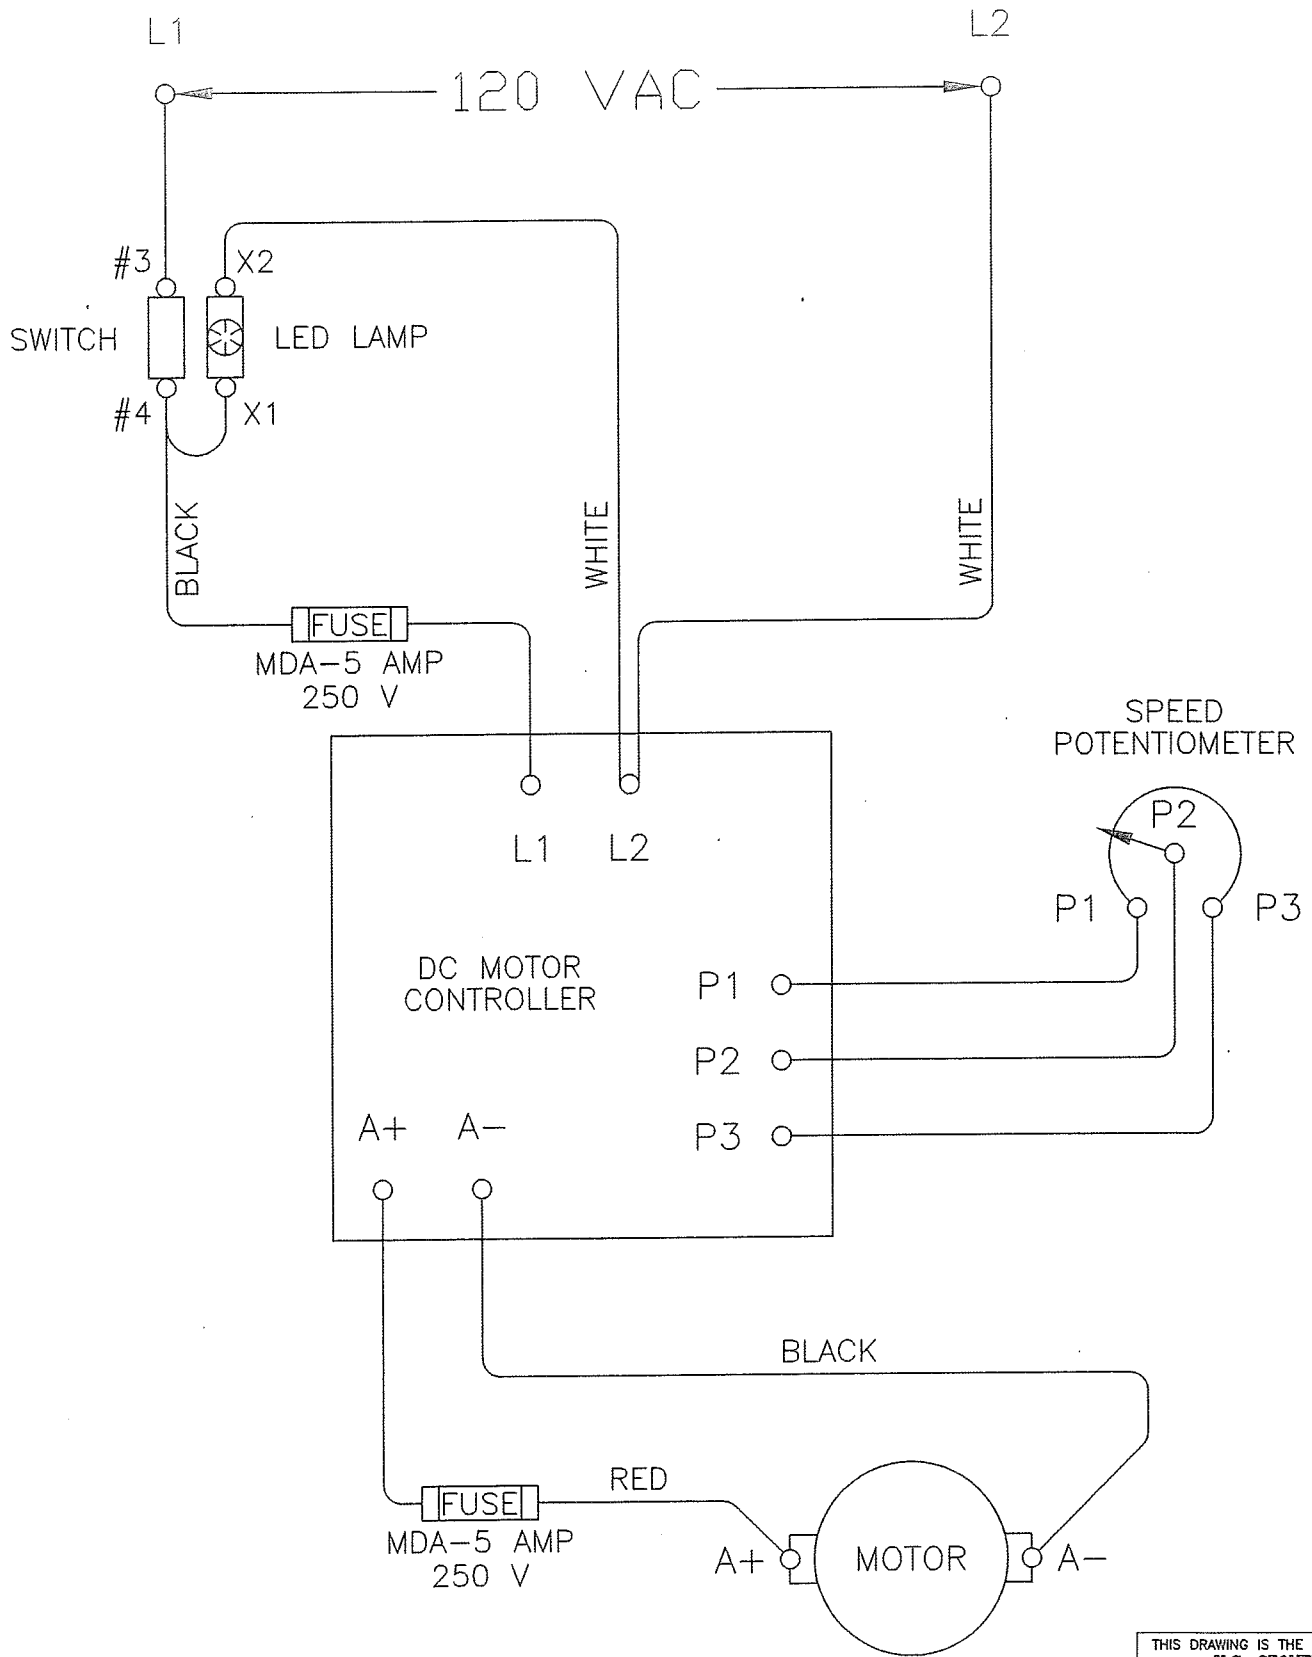 L1
L2
120 VAC
#3
X2
SWITCH
LED LAMP
#4
X1
BLACK
WHITE
WHITE
FUSE
MDA-5 AMP
250 V
SPEED
POTENTIOMETER
P2
P1
P3
L1
L2
DC MOTOR
CONTROLLER
P1
P2
P3
A+
A-
BLACK
RED
FUSE
MDA-5 AMP
250 V
A+
MOTOR
A-
THIS DRAWING IS THE